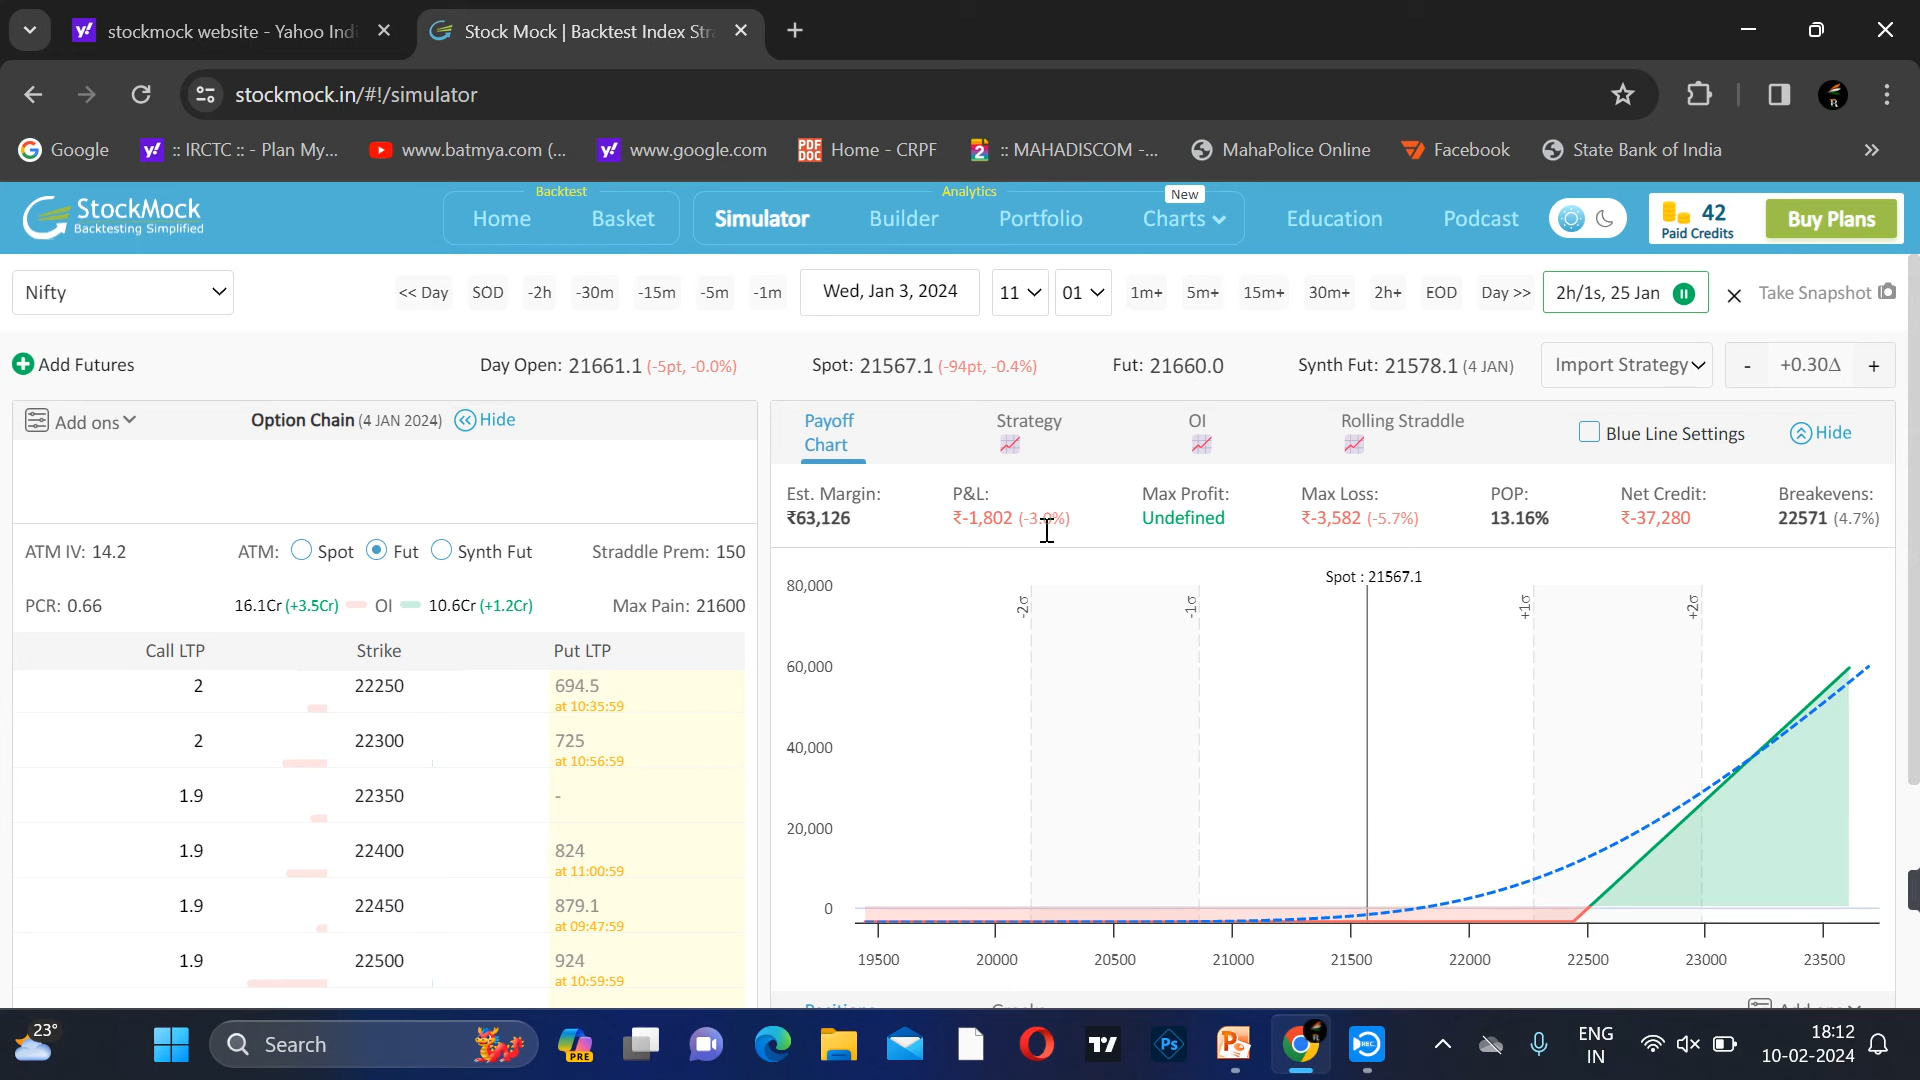 stockmock website - Yahoo Indi
Stock Mock | Backtest Index Str
stockmock.in/#!/simulator
Google
:: IRCTC :: - Plan My...
www.batmya.com (...
www.google.com
Home - CRPF
:: MAHADISCOM -...
MahaPolice Online
Facebook
State Bank of India
StockMock
Backtesting Simplified
Backtest
Home Basket
Analytics
Simulator Builder Portfolio Charts
New
Education Podcast
42
Paid Credits
Buy Plans
Nifty
<< Day SOD -2h -30m -15m -5m -1m
Wed, Jan 3, 2024
11 01
1m+ 5m+ 15m+ 30m+ 2h+ EOD Day >>
2h/1s, 25 Jan
Take Snapshot
Add Futures
Day Open: 21661.1 (-5pt, -0.0%)
Spot: 21567.1 (-94pt, -0.4%)
Fut: 21660.0
Synth Fut: 21578.1 (4 JAN)
Import Strategy
- +0.30Δ +
Add ons
Option Chain (4 JAN 2024) Hide
ATM IV: 14.2
ATM: Spot Fut Synth Fut
Straddle Prem: 150
PCR: 0.66
16.1Cr (+3.5Cr) OI 10.6Cr (+1.2Cr)
Max Pain: 21600
Call LTP Strike Put LTP
2 22250 694.5
at 10:35:59
2 22300 725
at 10:56:59
1.9 22350 -
1.9 22400 824
at 11:00:59
1.9 22450 879.1
at 09:47:59
1.9 22500 924
at 10:59:59
Payoff
Chart
Strategy
OI
Rolling Straddle
Blue Line Settings
Hide
Est. Margin: P&L: Max Profit: Max Loss: POP: Net Credit: Breakevens:
₹63,126 ₹-1,802 Undefined ₹-3,582 (-5.7%) 13.16% ₹-37,280 22571 (4.7%)
Spot : 21567.1
-2σ -1σ +1σ +2σ
80,000
60,000
40,000
20,000
0
19500 20000 20500 21000 21500 22000 22500 23000 23500
23°
Search
PRE
REC
ENG
IN
18:12
10-02-2024